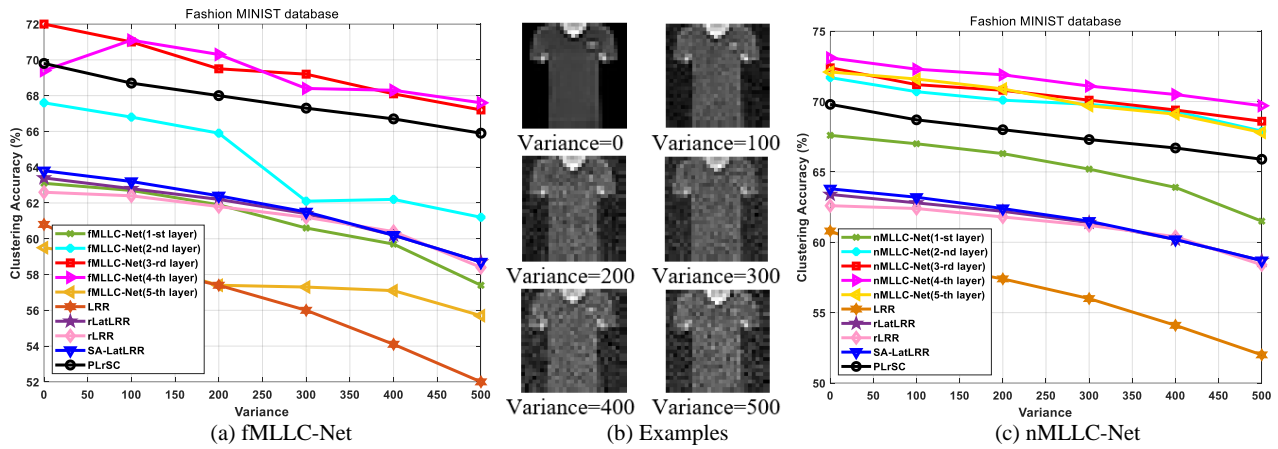 Fashion MINIST database
72
70
68
66
64
62
60
58
56
54
52
Clustering Accuracy (%)
fMLLC-Net(1-st layer)
fMLLC-Net(2-nd layer)
fMLLC-Net(3-rd layer)
fMLLC-Net(4-th layer)
fMLLC-Net(5-th layer)
LRR
rLatLRR
rLRR
SA-LatLRR
PLrSC
0 50 100 150 200 250 300 350 400 450 500
Variance
(a) fMLLC-Net
Variance=0 Variance=100
Variance=200 Variance=300
Variance=400 Variance=500
(b) Examples
Fashion MINIST database
75
70
65
60
55
50
Clustering Accuracy (%)
nMLLC-Net(1-st layer)
nMLLC-Net(2-nd layer)
nMLLC-Net(3-rd layer)
nMLLC-Net(4-th layer)
nMLLC-Net(5-th layer)
LRR
rLatLRR
rLRR
SA-LatLRR
PLrSC
0 50 100 150 200 250 300 350 400 450 500
Variance
(c) nMLLC-Net